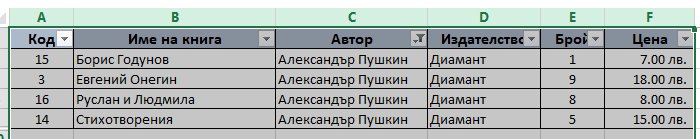 A B C D E F
Код Име на книга Автор Издателство Брой Цена
15 Борис Годунов Александър Пушкин Диамант 1 7.00 лв.
3 Евгений Онегин Александър Пушкин Диамант 9 18.00 лв.
16 Руслан и Людмила Александър Пушкин Диамант 8 8.00 лв.
14 Стихотворения Александър Пушкин Диамант 5 15.00 лв.